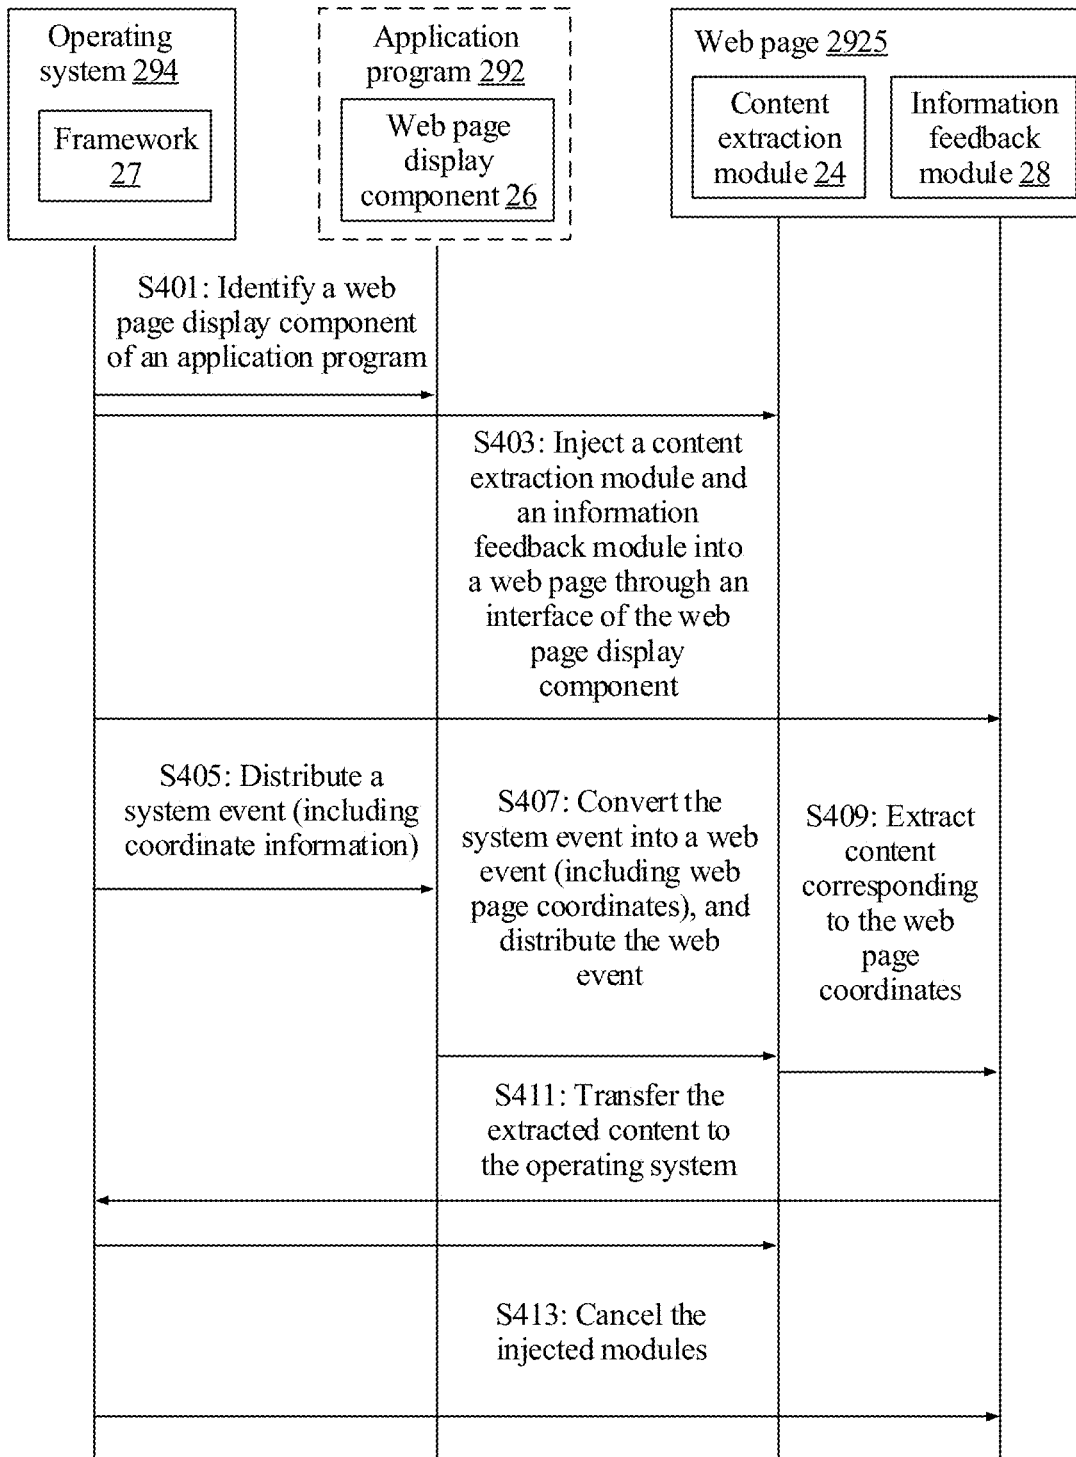 Operating
system 294
Framework
27
Application
program 292
Web page
display
component 26
Web page 2925
Content
extraction
module 24
Information
feedback
module 28
S401: Identify a web
page display component
of an application program
S403: Inject a content
extraction module and
an information
feedback module into
a web page through an
interface of the web
page display
component
S405: Distribute a
system event (including
coordinate information)
S407: Convert the
system event into a web
event (including web
page coordinates), and
distribute the web
event
S409: Extract
content
corresponding
to the web
page
coordinates
S411: Transfer the
extracted content to
the operating system
S413: Cancel the
injected modules